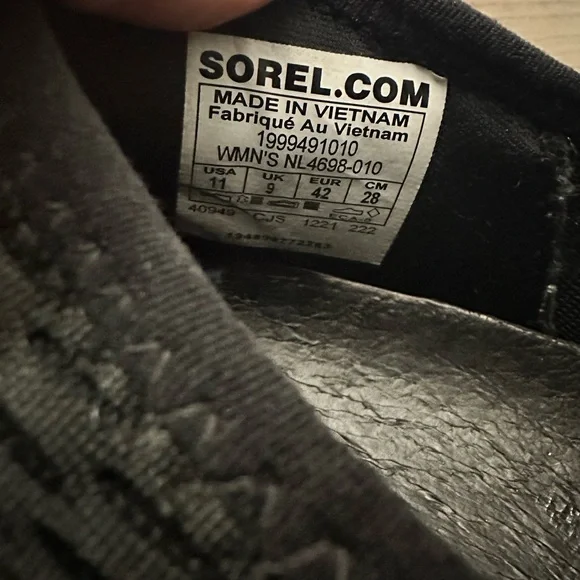 SOREL.COM
MADE IN VIETNAM
Fabriqué Au Vietnam
1999491010
WMN'S NL4698-010
USA UK EUR CM
11 9 42 28
40949 CJS 1221 222